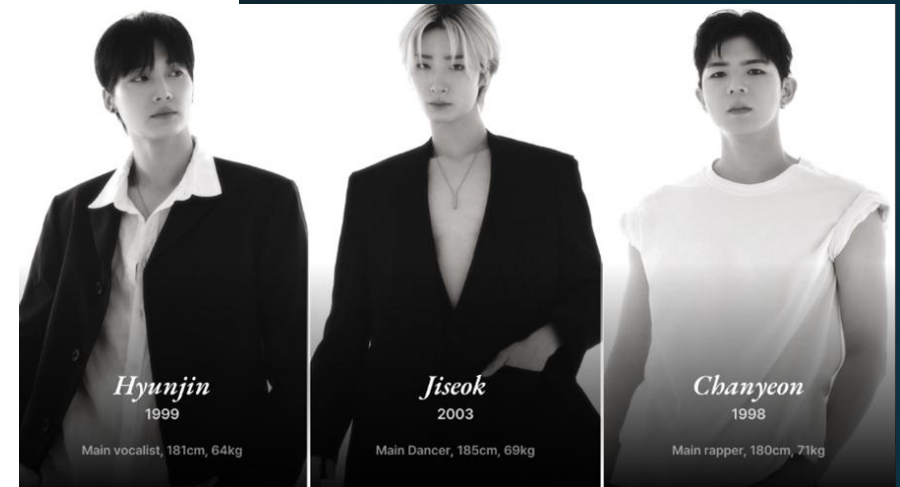 Hyunjin
1999
Main vocalist, 181cm, 64kg
Jiseok
2003
Main Dancer, 185cm, 69kg
Chanyeon
1998
Main rapper, 180cm, 71kg